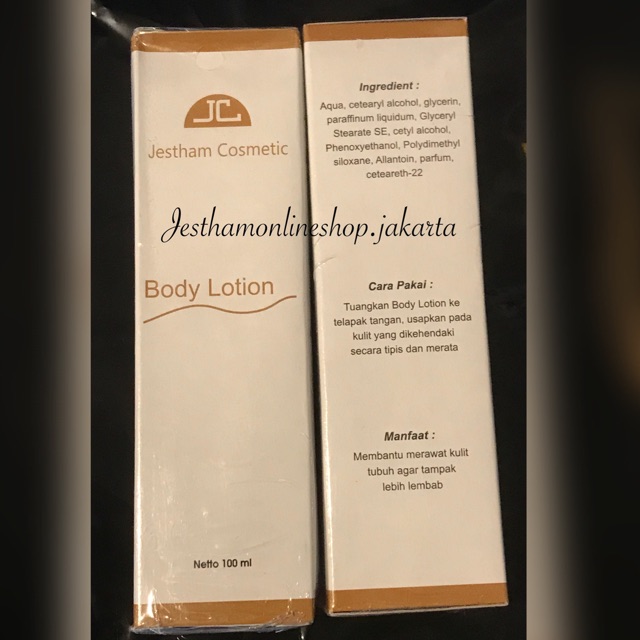 JC
Jestham Cosmetic
Body Lotion
Netto 100 ml
Ingredient :
Aqua, cetearyl alcohol, glycerin,
paraffinum liquidum, Glyceryl
Stearate SE, cetyl alcohol,
Phenoxyethanol, Polydimethyl
siloxane, Allantoin, parfum,
ceteareth-22
Cara Pakai :
Tuangkan Body Lotion ke
telapak tangan, usapkan pada
kulit yang dikehendaki
secara tipis dan merata
Manfaat :
Membantu merawat kulit
tubuh agar tampak
lebih lembab
Jesthamonlineshop.jakarta